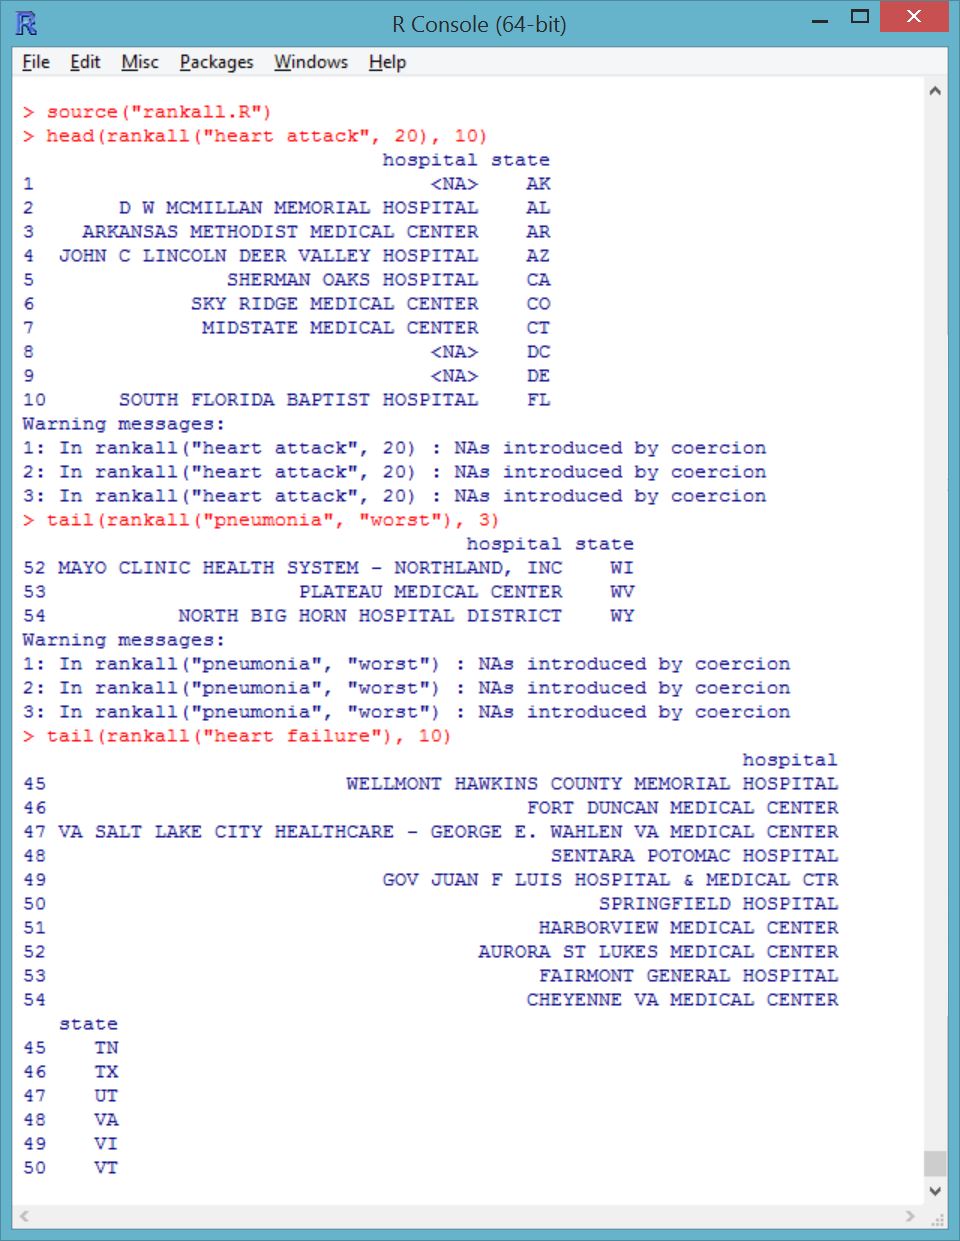 R Console (64-bit)
File Edit Misc Packages Windows Help
> source("rankall.R")
> head(rankall("heart attack", 20), 10)
hospital state
1 <NA> AK
2 D W MCMILLAN MEMORIAL HOSPITAL AL
3 ARKANSAS METHODIST MEDICAL CENTER AR
4 JOHN C LINCOLN DEER VALLEY HOSPITAL AZ
5 SHERMAN OAKS HOSPITAL CA
6 SKY RIDGE MEDICAL CENTER CO
7 MIDSTATE MEDICAL CENTER CT
8 <NA> DC
9 <NA> DE
10 SOUTH FLORIDA BAPTIST HOSPITAL FL
Warning messages:
1: In rankall("heart attack", 20) : NAs introduced by coercion
2: In rankall("heart attack", 20) : NAs introduced by coercion
3: In rankall("heart attack", 20) : NAs introduced by coercion
> tail(rankall("pneumonia", "worst"), 3)
hospital state
52 MAYO CLINIC HEALTH SYSTEM - NORTHLAND, INC WI
53 PLATEAU MEDICAL CENTER WV
54 NORTH BIG HORN HOSPITAL DISTRICT WY
Warning messages:
1: In rankall("pneumonia", "worst") : NAs introduced by coercion
2: In rankall("pneumonia", "worst") : NAs introduced by coercion
3: In rankall("pneumonia", "worst") : NAs introduced by coercion
> tail(rankall("heart failure"), 10)
hospital
45 WELLMONT HAWKINS COUNTY MEMORIAL HOSPITAL
46 FORT DUNCAN MEDICAL CENTER
47 VA SALT LAKE CITY HEALTHCARE - GEORGE E. WAHLEN VA MEDICAL CENTER
48 SENTARA POTOMAC HOSPITAL
49 GOV JUAN F LUIS HOSPITAL & MEDICAL CTR
50 SPRINGFIELD HOSPITAL
51 HARBORVIEW MEDICAL CENTER
52 AURORA ST LUKES MEDICAL CENTER
53 FAIRMONT GENERAL HOSPITAL
54 CHEYENNE VA MEDICAL CENTER
state
45 TN
46 TX
47 UT
48 VA
49 VI
50 VT